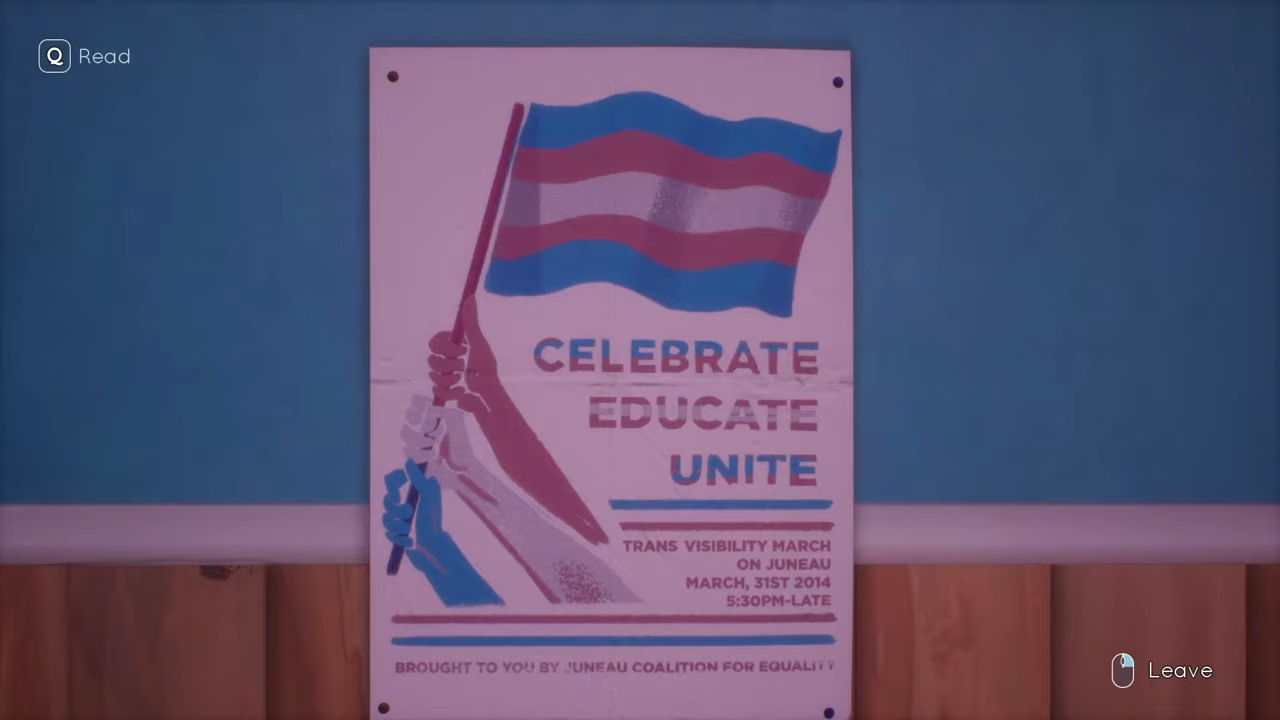 Q Read
CELEBRATE
EDUCATE
UNITE
TRANS VISIBILITY MARCH
ON JUNEAU
MARCH, 31ST 2014
5:30PM-LATE
BROUGHT TO YOU BY JUNEAU COALITION FOR EQUALITY
Leave